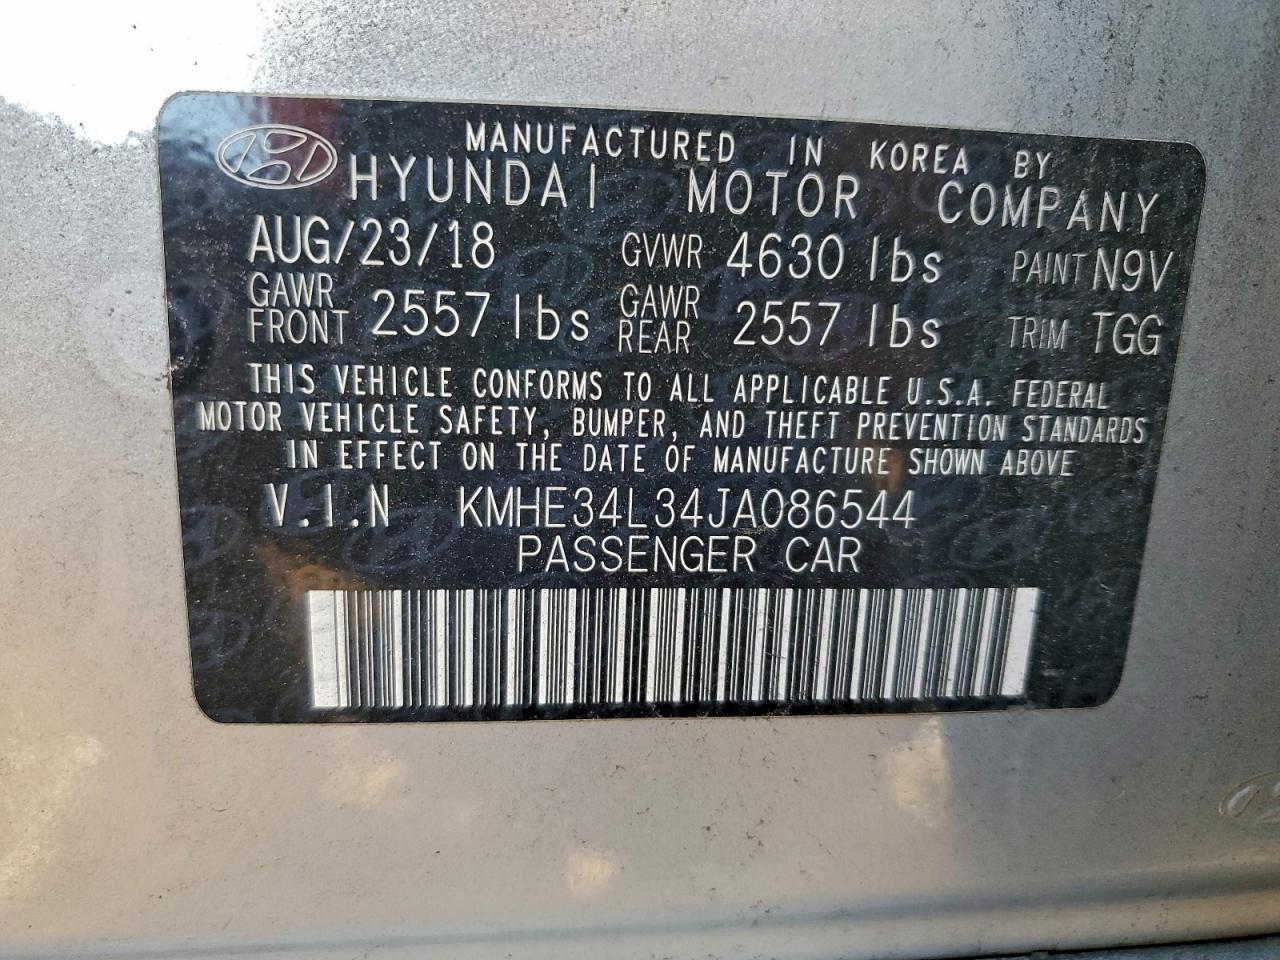 MANUFACTURED IN KOREA BY
HYUNDAI MOTOR COMPANY
AUG/23/18 GVWR 4630 lbs PAINT N9V
GAWR FRONT 2557 lbs GAWR REAR 2557 lbs TRIM TGG
THIS VEHICLE CONFORMS TO ALL APPLICABLE U.S.A. FEDERAL
MOTOR VEHICLE SAFETY, BUMPER, AND THEFT PREVENTION STANDARDS
IN EFFECT ON THE DATE OF MANUFACTURE SHOWN ABOVE
V.I.N KMHE34L34JA086544
PASSENGER CAR